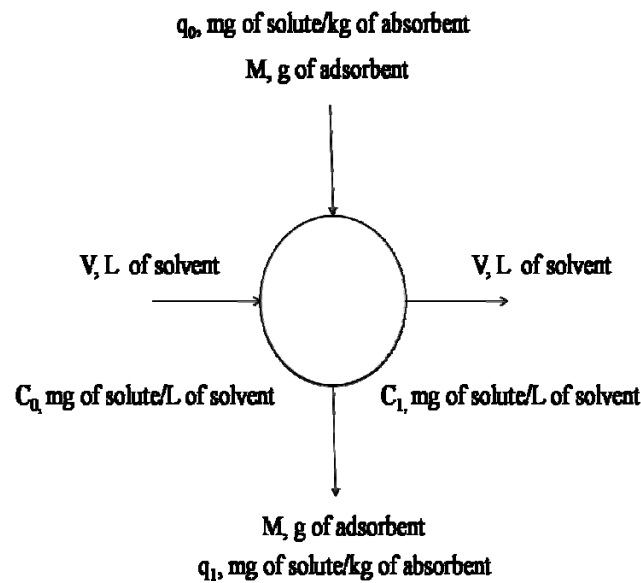 q₀, mg of solute/kg of absorbent
M, g of adsorbent
V, L of solvent
V, L of solvent
C₀, mg of solute/L of solvent
C₁, mg of solute/L of solvent
M, g of adsorbent
q₁, mg of solute/kg of absorbent